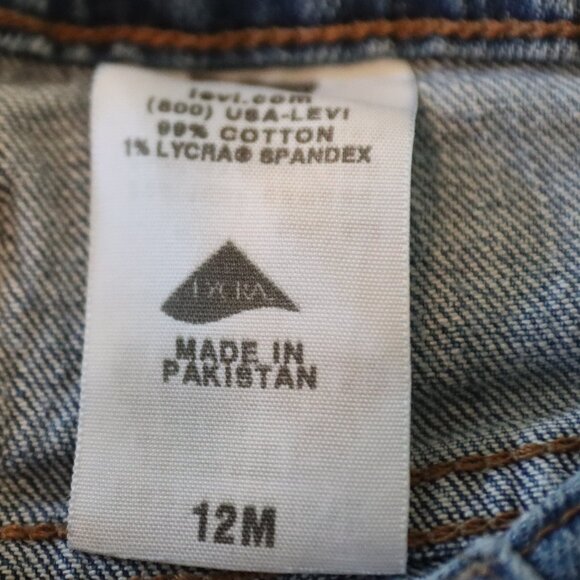 levi.com
(800) USA-LEVI
99% COTTON
1% LYCRA® SPANDEX
LYCRA
MADE IN
PAKISTAN
12M